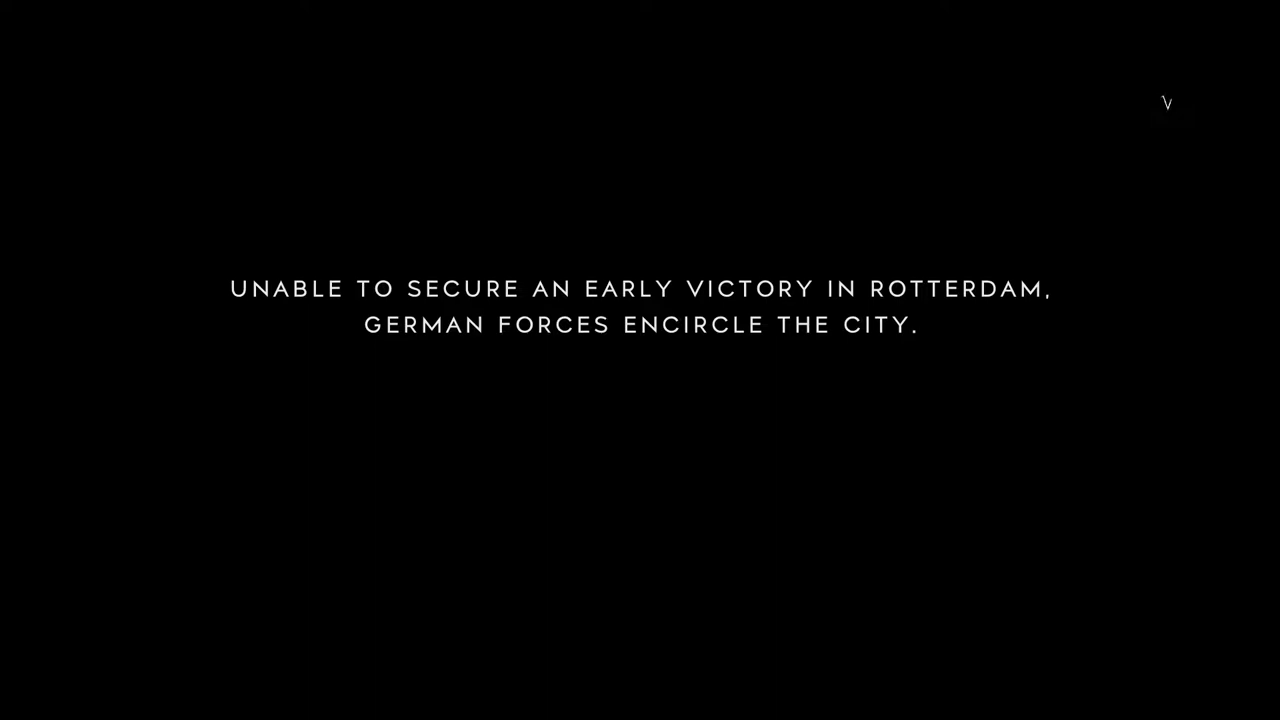 V
UNABLE TO SECURE AN EARLY VICTORY IN ROTTERDAM,
GERMAN FORCES ENCIRCLE THE CITY.